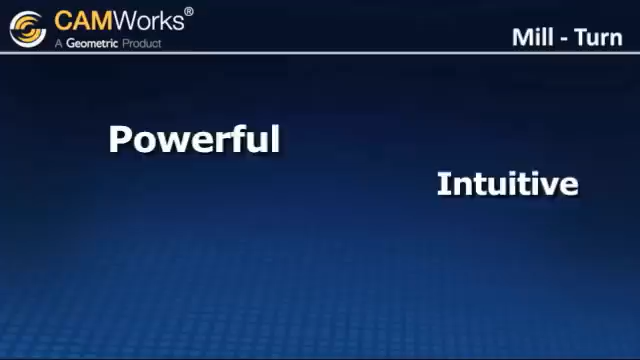 CAMWorks®
A Geometric Product
Mill - Turn
Powerful
Intuitive